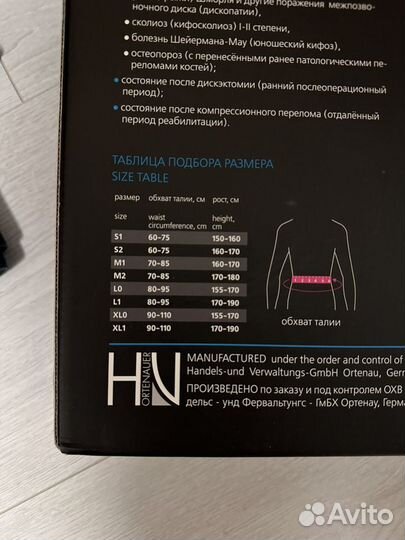 Шморля и другие поражения межпозво-
ночного диска (дископатии),
• сколиоз (кифосколиоз) I-II степени,
• болезнь Шейермана-Мау (юношеский кифоз),
• остеопороз (с перенесёнными ранее патологическими пе-
реломами костей);
• состояние после дискэктомии (ранний послеоперационный
период);
• состояние после компрессионного перелома (отдалённый
период реабилитации).
ТАБЛИЦА ПОДБОРА РАЗМЕРА
SIZE TABLE
размер обхват талии, см рост, см
size waist circumference, cm height, cm
S1 60–75 150–160
S2 60–75 160–170
M1 70–85 160–170
M2 70–85 170–180
L0 80–95 155–170
L1 80–95 170–190
XL0 90–110 155–170
XL1 90–110 170–190
обхват талии
ORTENAUER
MANUFACTURED under the order and control of
Handels-und Verwaltungs-GmbH Ortenau, Ger
ПРОИЗВЕДЕНО по заказу и под контролем ОХВ
дельс - унд Фервальтунгс - ГмБХ Ортенау, Герма
Avito